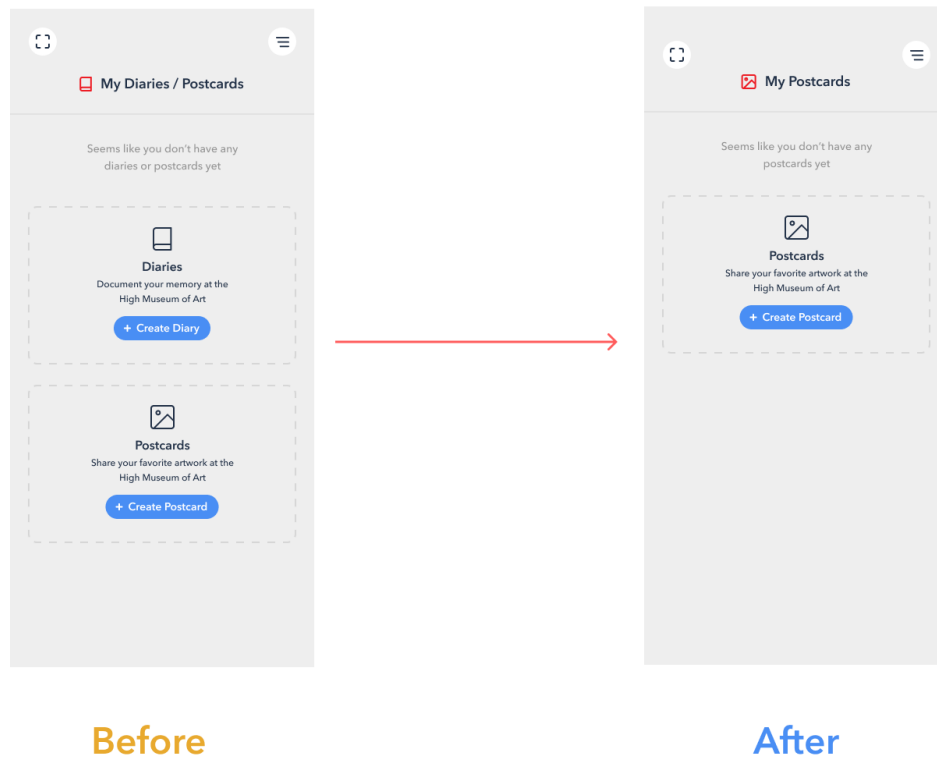 My Diaries / Postcards
Seems like you don't have any
diaries or postcards yet
Diaries
Document your memory at the
High Museum of Art
+ Create Diary
Postcards
Share your favorite artwork at the
High Museum of Art
+ Create Postcard
Before
My Postcards
Seems like you don't have any
postcards yet
Postcards
Share your favorite artwork at the
High Museum of Art
+ Create Postcard
After